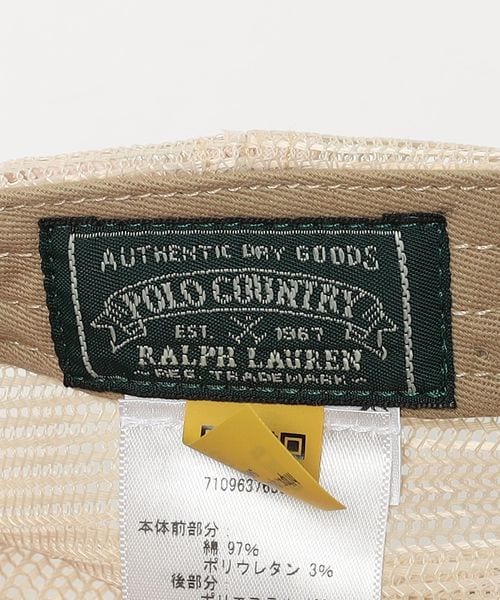 AUTHENTIC DRY GOODS
POLO COUNTRY
EST 1967
RALPH LAUREN
REG. TRADEMARK
本体前部分:
綿 97%
ポリウレタン 3%
後部分: